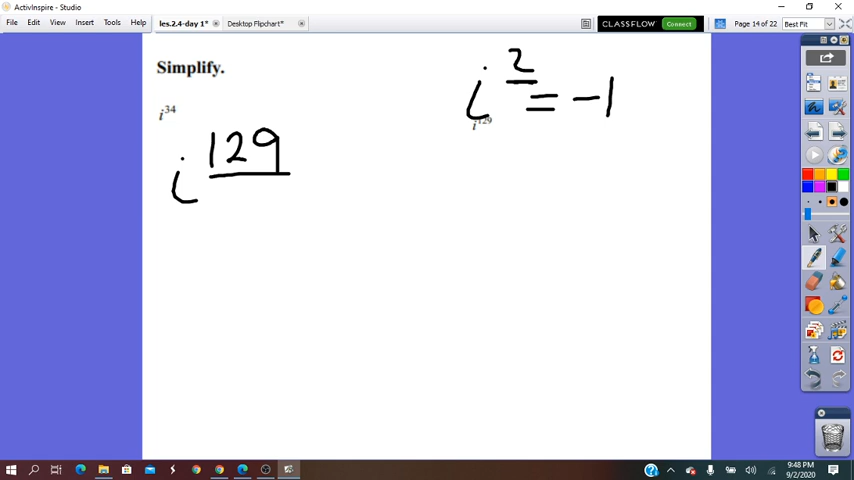 ActivInspire - Studio
File Edit View Insert Tools Help
les.2.4-day 1*
Desktop Flipchart*
CLASSFLOW Connect
Page 14 of 22
Best Fit
Simplify.
i^34
i^129
i^2 = -1
i^129
9:48 PM
9/2/2020